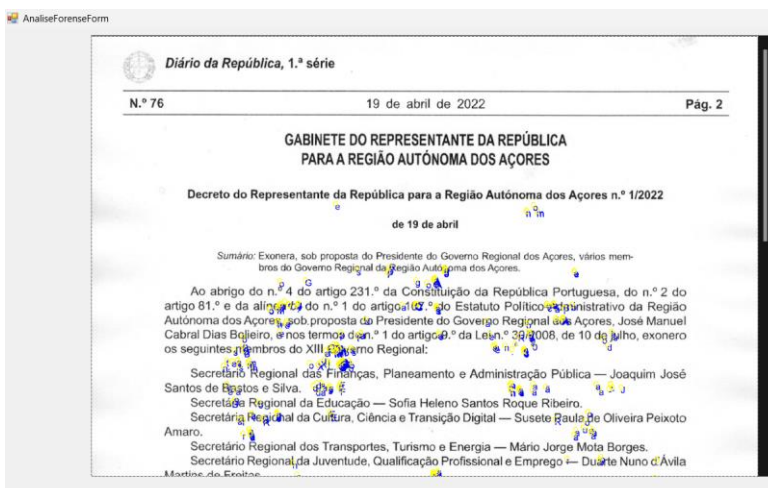 AnaliseForenseForm
Diário da República, 1.ª série
N.º 76 19 de abril de 2022 Pág. 2
GABINETE DO REPRESENTANTE DA REPÚBLICA
PARA A REGIÃO AUTÓNOMA DOS AÇORES
Decreto do Representante da República para a Região Autónoma dos Açores n.º 1/2022
de 19 de abril
Sumário: Exonera, sob proposta do Presidente do Governo Regional dos Açores, vários mem-
bros do Governo Regional da Região Autónoma dos Açores.
Ao abrigo do n.º 4 do artigo 231.º da Constituição da República Portuguesa, do n.º 2 do
artigo 81.º e da alínea do n.º 1 do artigo do Estatuto Político-Administrativo da Região
Autónoma dos Açores, sob proposta do Presidente do Governo Regional dos Açores, José Manuel
Cabral Dias Bolieiro, e nos termos do n.º 1 do artigo 9.º da Lei n.º 30/2008, de 10 de julho, exonero
os seguintes membros do XIII Governo Regional:
Secretário Regional das Finanças, Planeamento e Administração Pública — Joaquim José
Santos de Bastos e Silva.
Secretária Regional da Educação — Sofia Heleno Santos Roque Ribeiro.
Secretária Regional da Cultura, Ciência e Transição Digital — Susete Paula de Oliveira Peixoto
Amaro.
Secretário Regional dos Transportes, Turismo e Energia — Mário Jorge Mota Borges.
Secretário Regional da Juventude, Qualificação Profissional e Emprego — Duarte Nuno d'Ávila
Martins de Freitas